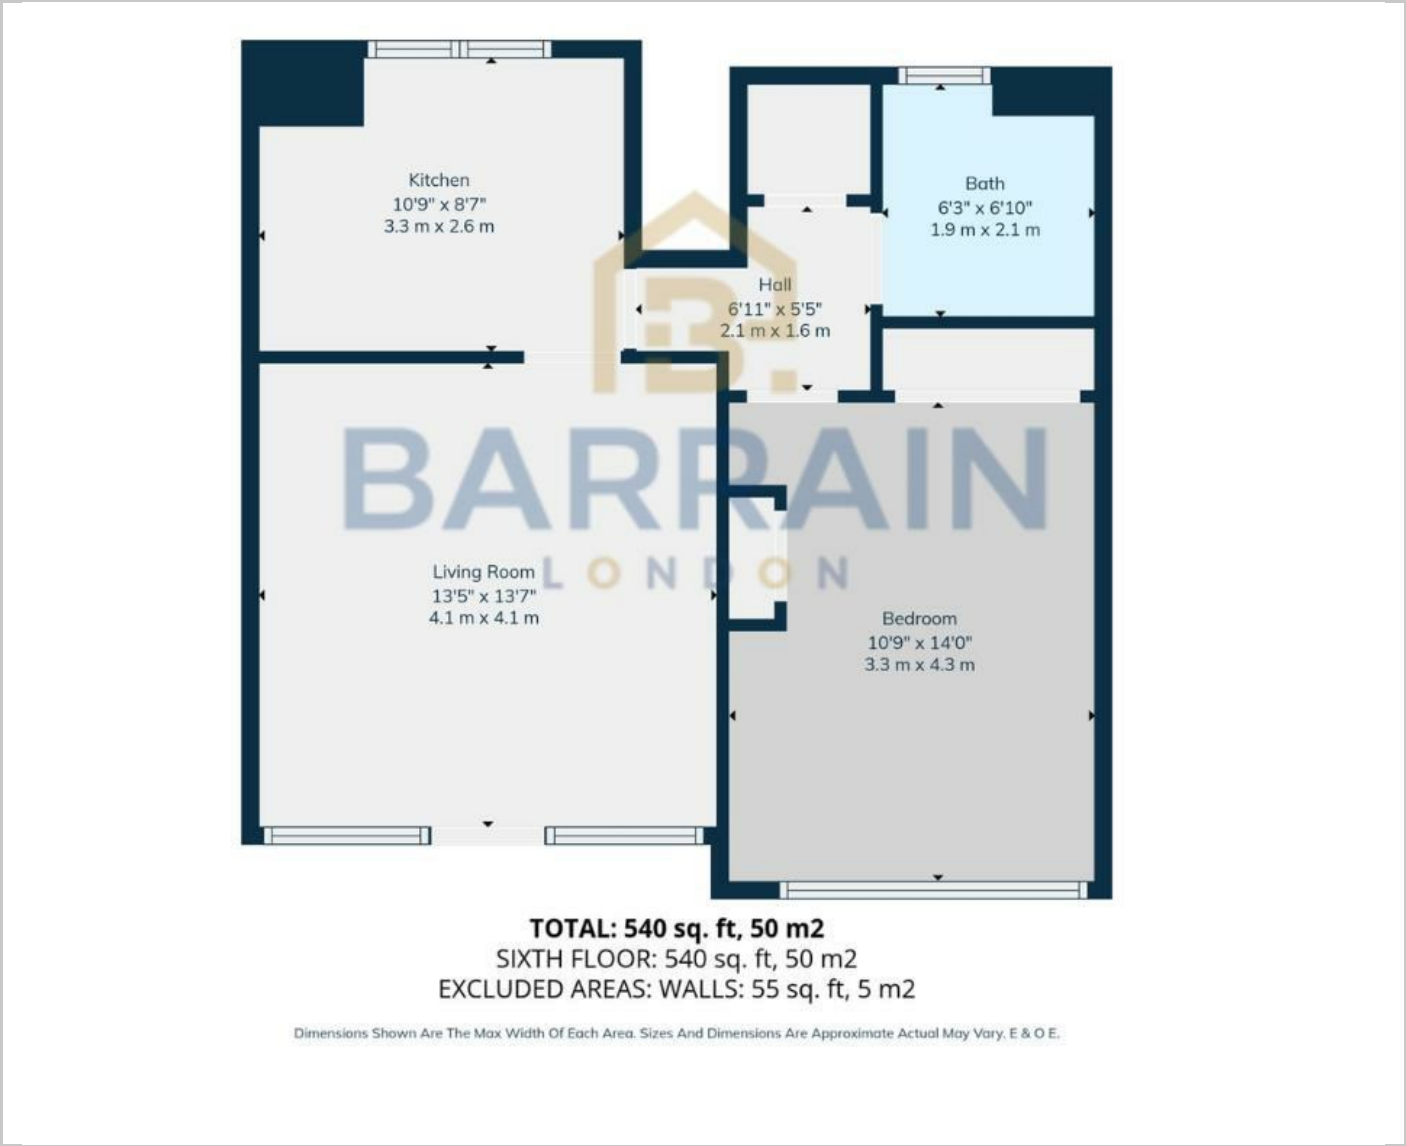 Kitchen
10'9" x 8'7"
3.3 m x 2.6 m
Bath
6'3" x 6'10"
1.9 m x 2.1 m
Hall
6'11" x 5'5"
2.1 m x 1.6 m
B.
BARRAIN
LONDON
Living Room
13'5" x 13'7"
4.1 m x 4.1 m
Bedroom
10'9" x 14'0"
3.3 m x 4.3 m
TOTAL: 540 sq. ft, 50 m2
SIXTH FLOOR: 540 sq. ft, 50 m2
EXCLUDED AREAS: WALLS: 55 sq. ft, 5 m2
Dimensions Shown Are The Max Width Of Each Area. Sizes And Dimensions Are Approximate Actual May Vary. E & O E.